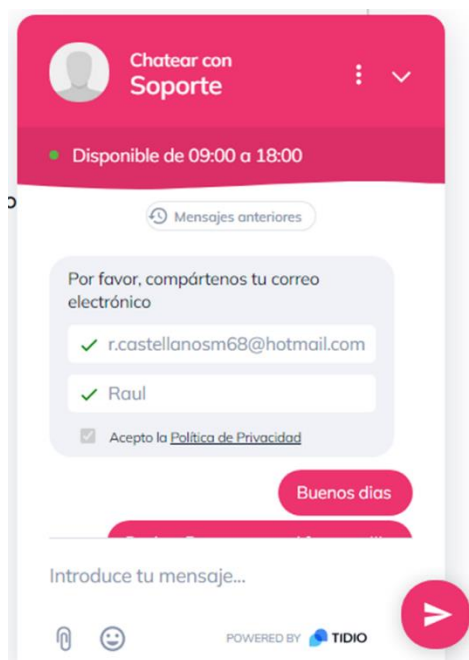 Chatear con
Soporte
Disponible de 09:00 a 18:00
Mensajes anteriores
Por favor, compártenos tu correo
electrónico
r.castellanosm68@hotmail.com
Raul
Acepto la Política de Privacidad
Buenos dias
Introduce tu mensaje...
POWERED BY TIDIO